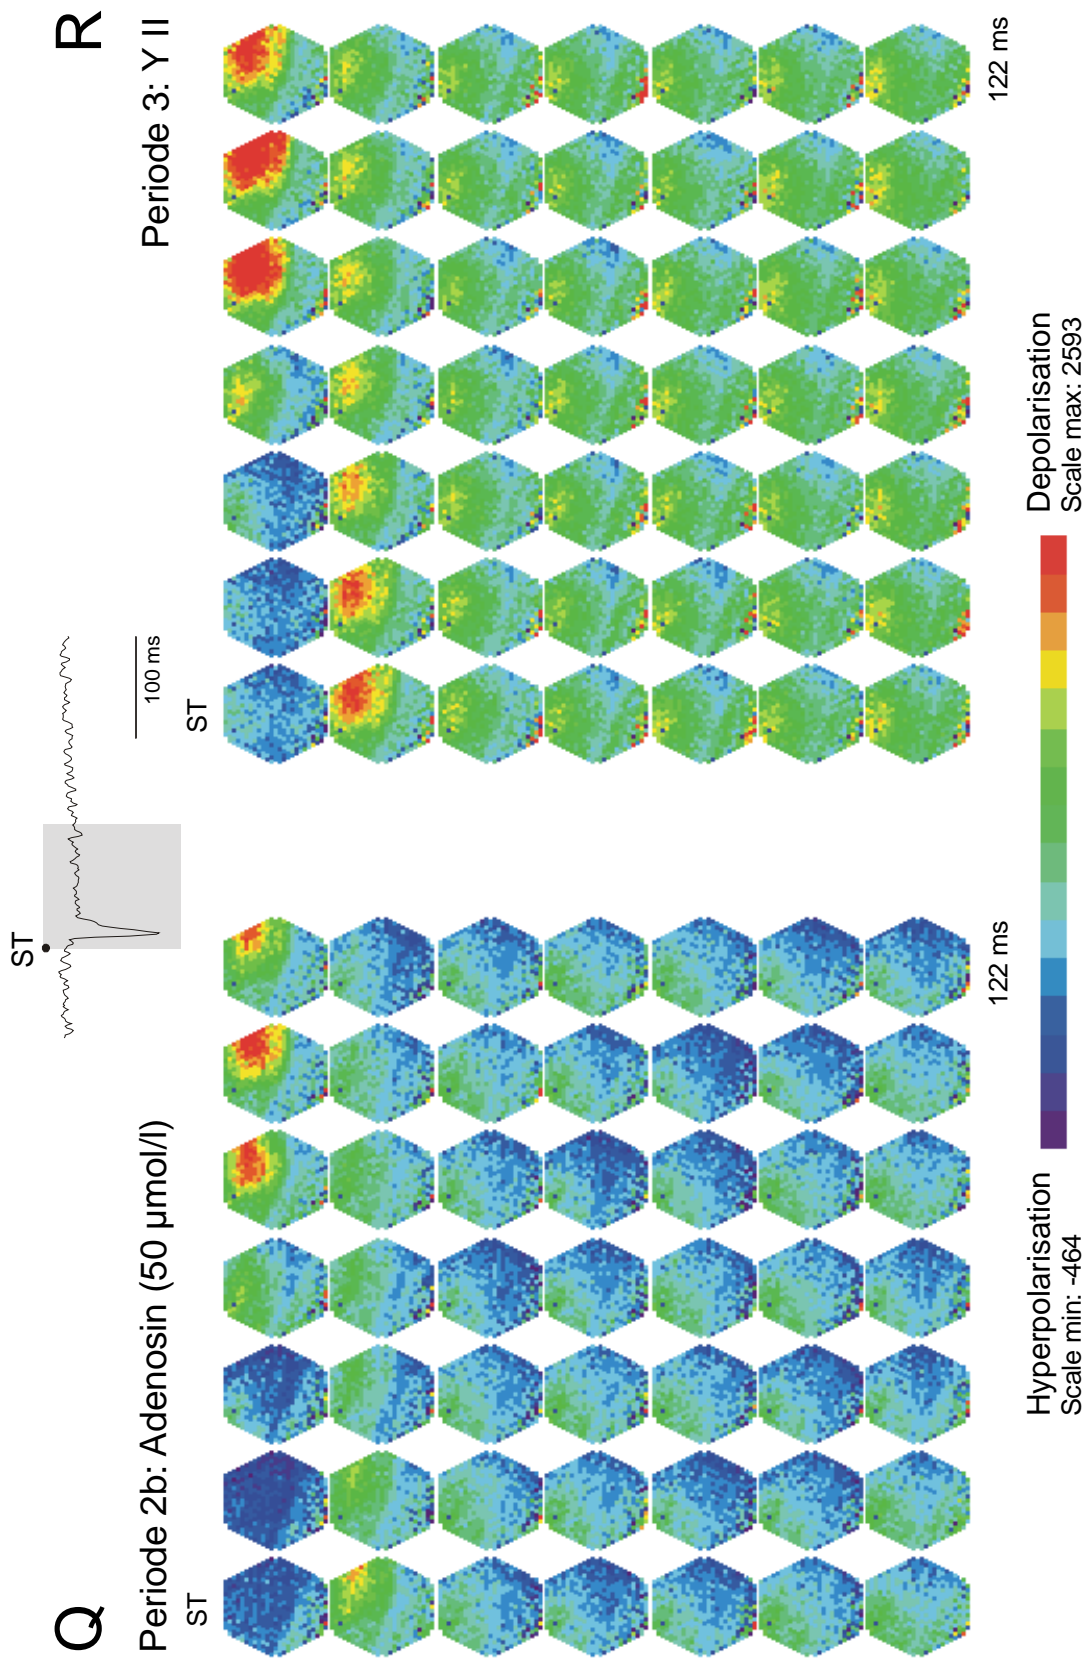 Q
R
ST
Periode 2b: Adenosin (50 µmol/l)
100 ms
Periode 3: Y II
ST
ST
122 ms
122 ms
Hyperpolarisation
Scale min: -464
Depolarisation
Scale max: 2593